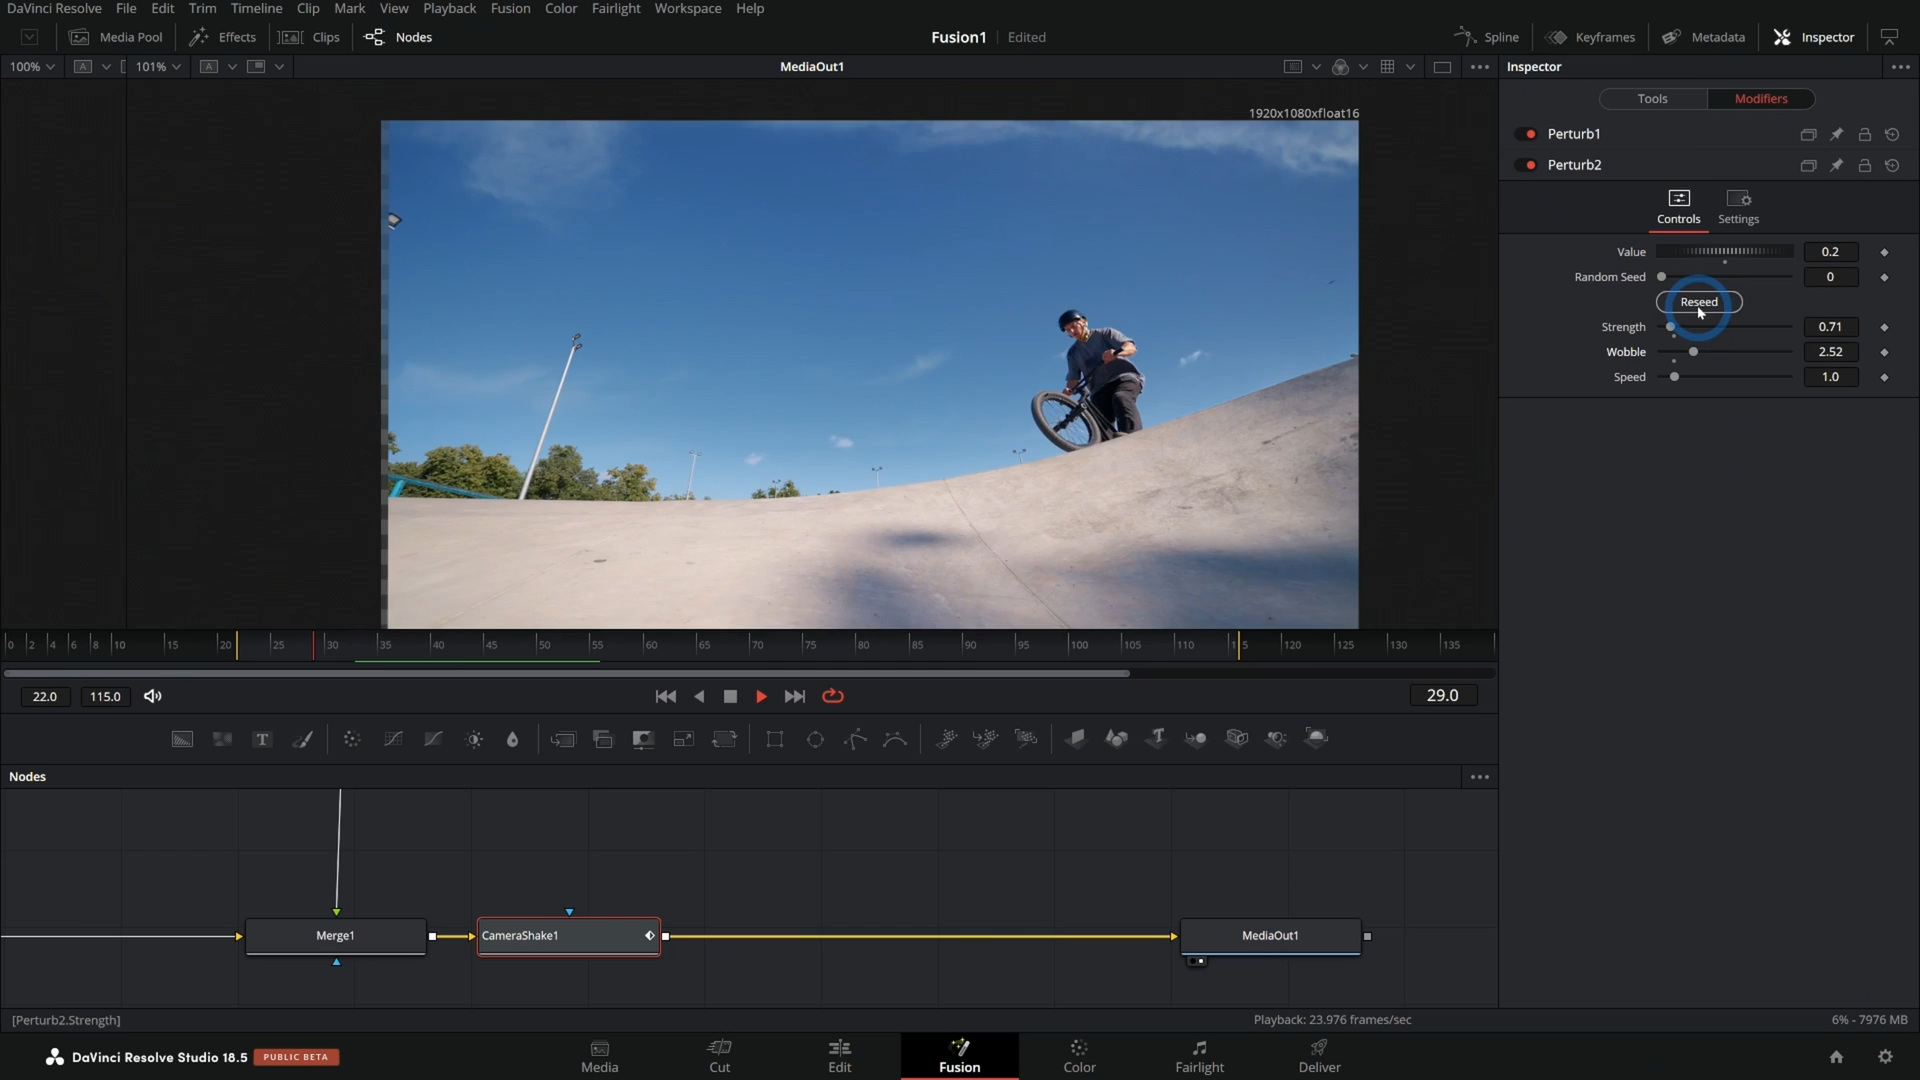 DaVinci Resolve File Edit Trim Timeline Clip Mark View Playback Fusion Color Fairlight Workspace Help
Media Pool Effects Clips Nodes Fusion1 Edited Spline Keyframes Metadata Inspector
100% A 101% A MediaOut1 Inspector
Tools Modifiers
1920x1080xfloat16
Perturb1
Perturb2
Controls Settings
Value 0.2
Random Seed 0
Reseed
Strength 0.71
Wobble 2.52
Speed 1.0
0 2 4 6 8 10 15 20 25 30 35 40 45 50 55 60 65 70 75 80 85 90 95 100 105 110 120 125 130 135
22.0 115.0 29.0
T T
Nodes
Merge1 CameraShake1 MediaOut1
[Perturb2.Strength] Playback: 23.976 frames/sec 6% - 7976 MB
DaVinci Resolve Studio 18.5 PUBLIC BETA
Media Cut Edit Fusion Color Fairlight Deliver